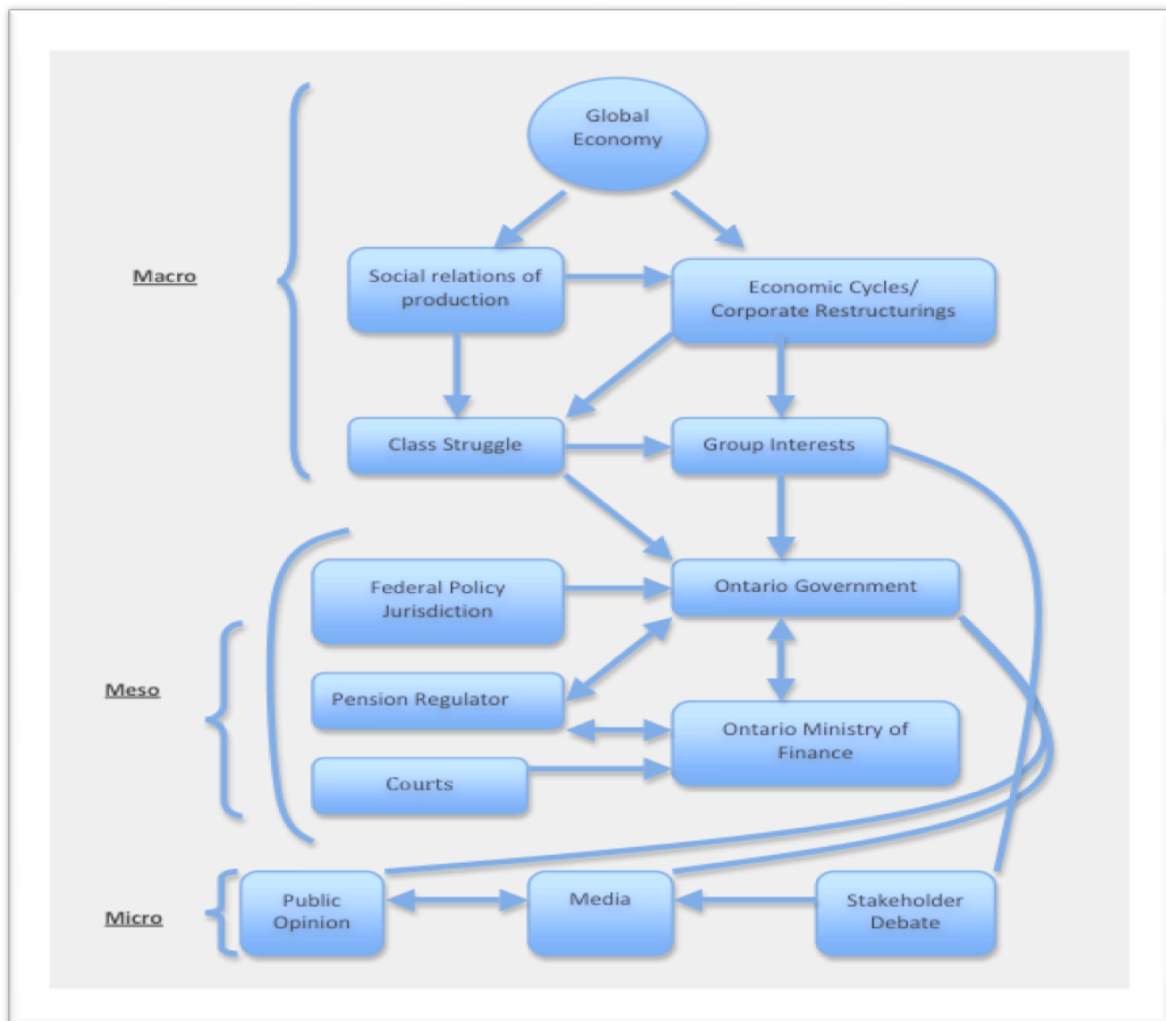 Global
Economy
Macro
Social relations of
production
Economic Cycles/
Corporate Restructurings
Class Struggle
Group Interests
Federal Policy
Jurisdiction
Ontario Government
Meso
Pension Regulator
Ontario Ministry of
Finance
Courts
Micro
Public
Opinion
Media
Stakeholder
Debate